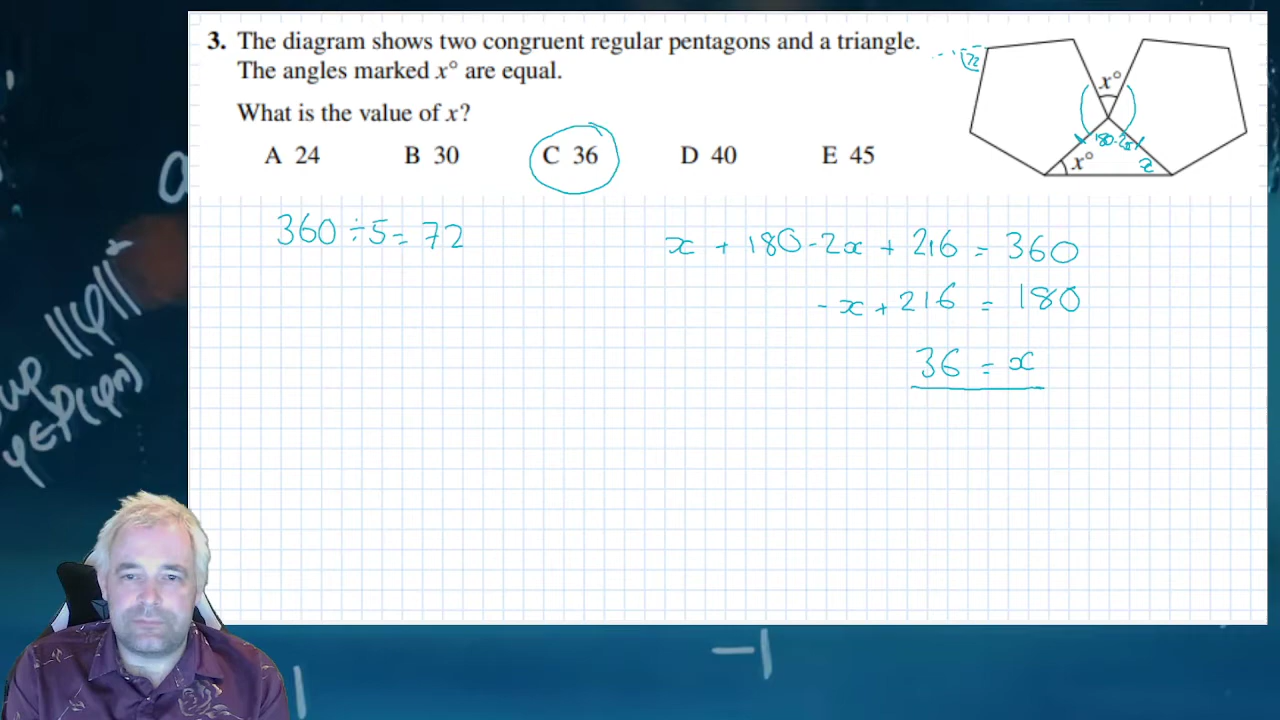 3. The diagram shows two congruent regular pentagons and a triangle.
The angles marked x° are equal.
What is the value of x?
A 24 B 30 C 36 D 40 E 45
72
x°
180-2x
x°
x
360 ÷ 5 = 72
x + 180 - 2x + 216 = 360
- x + 216 = 180
36 = x
||φ||
-1